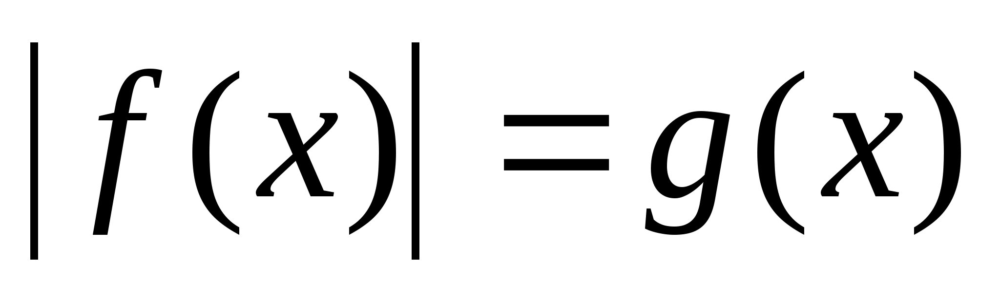 |f(x)| = g(x)